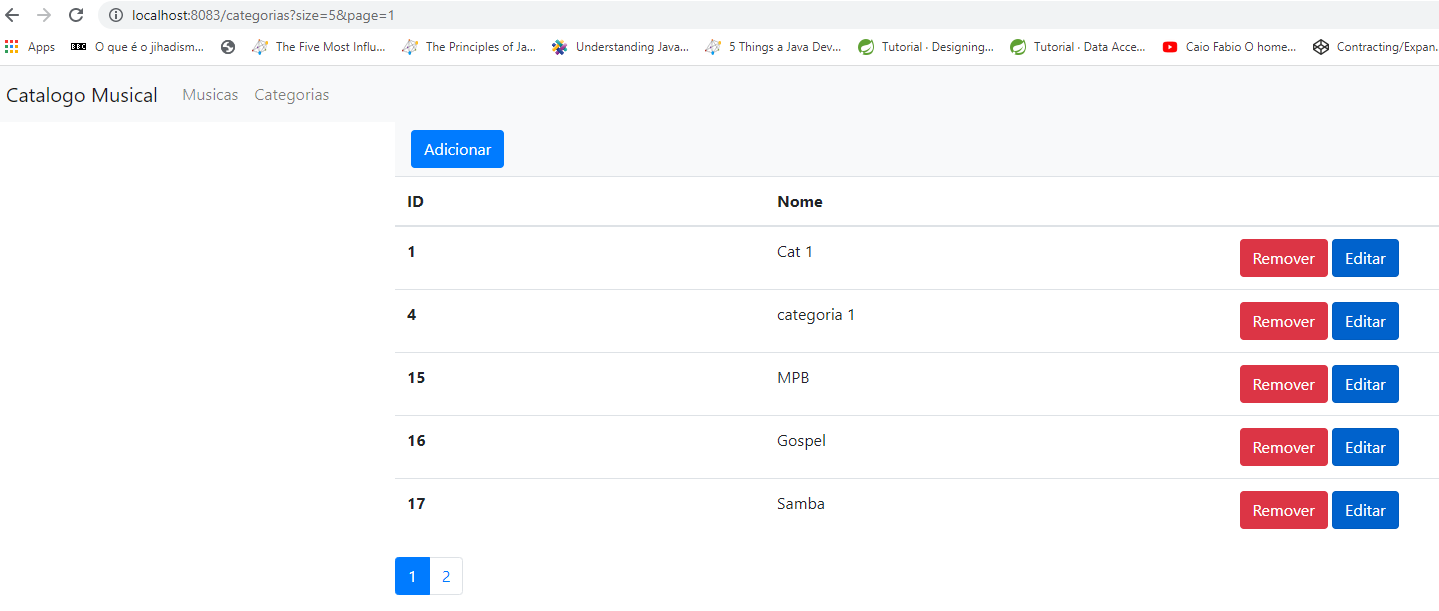 localhost:8083/categorias?size=5&page=1
Apps BBC O que é o jihadism... The Five Most Influ... The Principles of Ja... Understanding Java... 5 Things a Java Dev... Tutorial · Designing... Tutorial · Data Acce... Caio Fabio O home... Contracting/Expan.
Catalogo Musical Musicas Categorias
Adicionar
ID Nome
1 Cat 1 Remover Editar
4 categoria 1 Remover Editar
15 MPB Remover Editar
16 Gospel Remover Editar
17 Samba Remover Editar
1 2